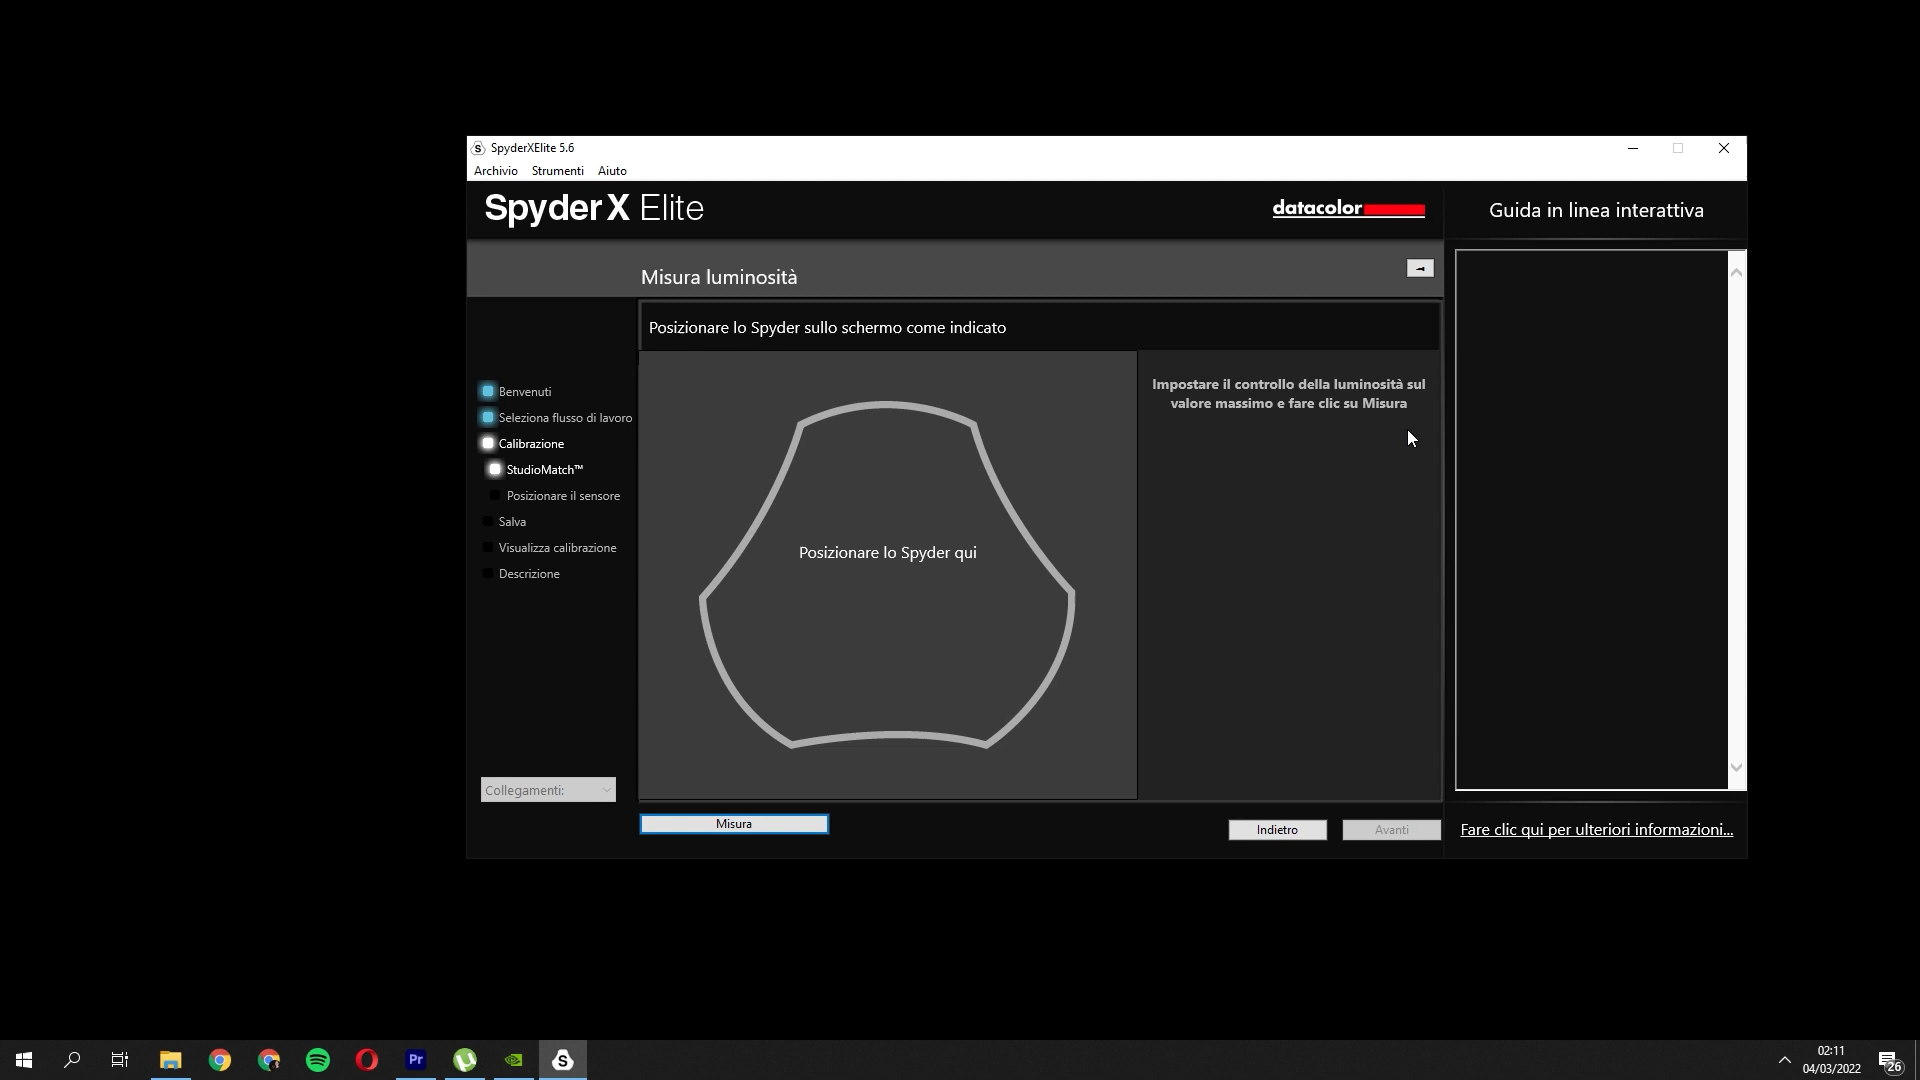 SpyderXElite 5.6
Archivio Strumenti Aiuto
SpyderX Elite
datacolor
Guida in linea interattiva
Misura luminosità
Posizionare lo Spyder sullo schermo come indicato
Impostare il controllo della luminosità sul
valore massimo e fare clic su Misura
Benvenuti
Seleziona flusso di lavoro
Calibrazione
StudioMatch™
Posizionare il sensore
Salva
Visualizza calibrazione
Descrizione
Posizionare lo Spyder qui
Collegamenti:
Misura
Indietro
Avanti
Fare clic qui per ulteriori informazioni...
Pr
S
02:11
04/03/2022
26